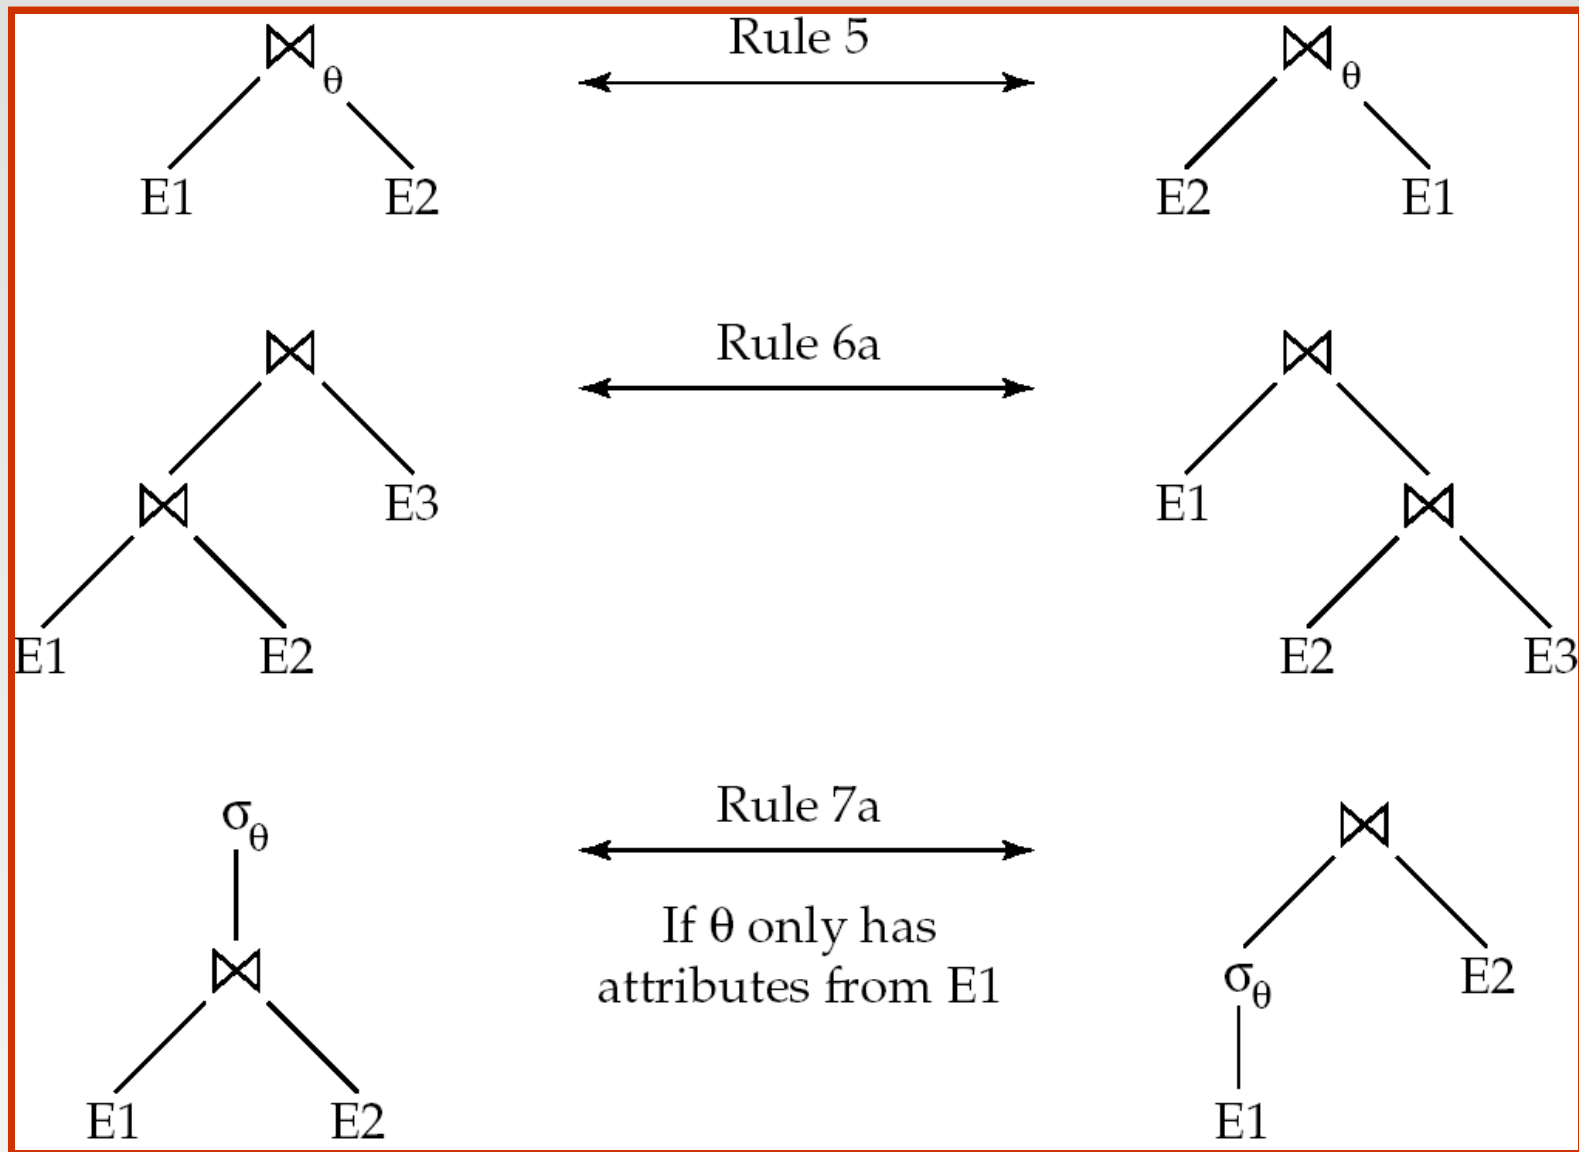 ⋈θ Rule 5 ⋈θ
E1 E2 E2 E1
⋈ Rule 6a ⋈
⋈ E3 E1 ⋈
E1 E2 E2 E3
σθ Rule 7a ⋈
If θ only has
attributes from E1
⋈ σθ E2
E1 E2 E1